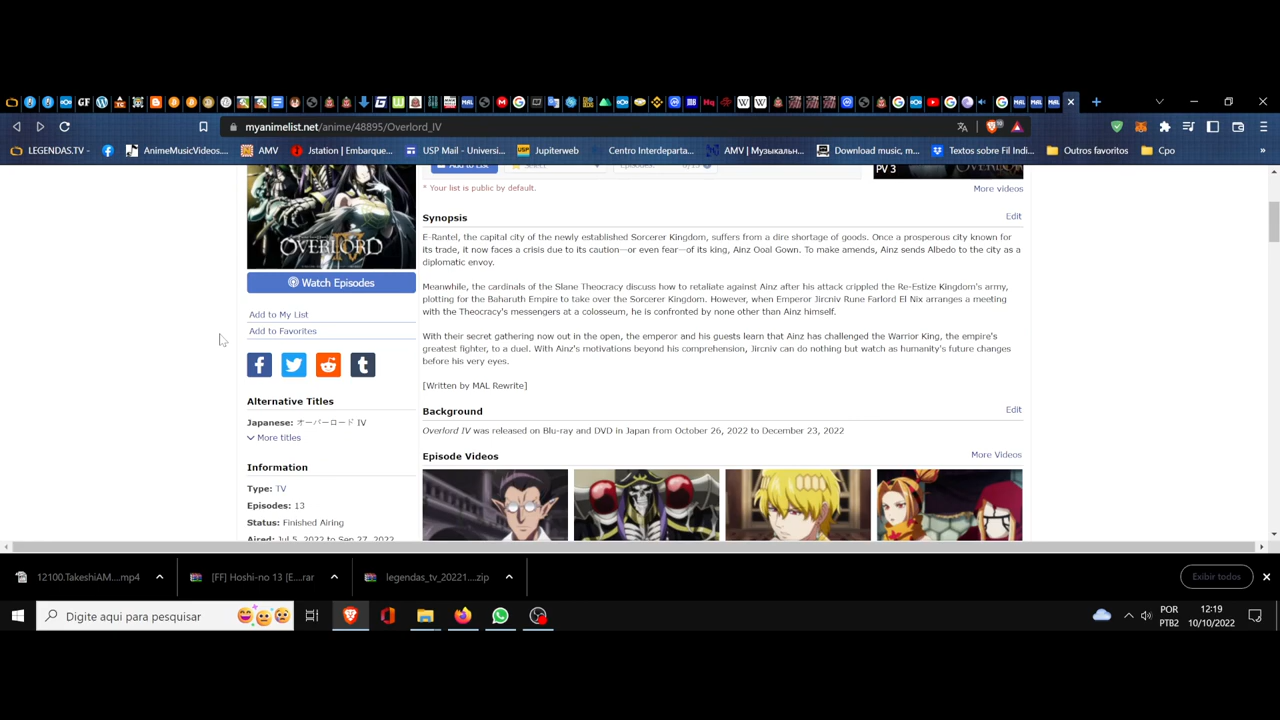 myanimelist.net/anime/48895/Overlord_IV
LEGENDAS.TV -
AnimeMusicVideos...
AMV
Jstation | Embarque...
USP Mail - Universi...
Jupiterweb
Centro Interdeparta...
AMV | Музыкальн...
Download music, m...
Textos sobre Fil Indi...
Outros favoritos
Cpo
OVERLORD
IV
PV 3
* Your list is public by default.
More videos
Synopsis
Edit
E-Rantel, the capital city of the newly established Sorcerer Kingdom, suffers from a dire shortage of goods. Once a prosperous city known for
its trade, it now faces a crisis due to its caution—or even fear—of its king, Ainz Ooal Gown. To make amends, Ainz sends Albedo to the city as a
diplomatic envoy.
Meanwhile, the cardinals of the Slane Theocracy discuss how to retaliate against Ainz after his attack crippled the Re-Estize Kingdom's army,
plotting for the Baharuth Empire to take over the Sorcerer Kingdom. However, when Emperor Jircniv Rune Farlord El Nix arranges a meeting
with the Theocracy's messengers at a colosseum, he is confronted by none other than Ainz himself.
With their secret gathering now out in the open, the emperor and his guests learn that Ainz has challenged the Warrior King, the empire's
greatest fighter, to a duel. With Ainz's motivations beyond his comprehension, Jircniv can do nothing but watch as humanity's future changes
before his very eyes.
[Written by MAL Rewrite]
Background
Edit
Overlord IV was released on Blu-ray and DVD in Japan from October 26, 2022 to December 23, 2022
Episode Videos
More Videos
Watch Episodes
Add to My List
Add to Favorites
Alternative Titles
Japanese: オーバーロード IV
More titles
Information
Type: TV
Episodes: 13
Status: Finished Airing
Aired: Jul 5, 2022 to Sep 27, 2022
12100.TakeshiAM....mp4
[FF] Hoshi-no 13 [E....rar
legendas_tv_20221....zip
Exibir todos
Digite aqui para pesquisar
POR
PTB2
12:19
10/10/2022